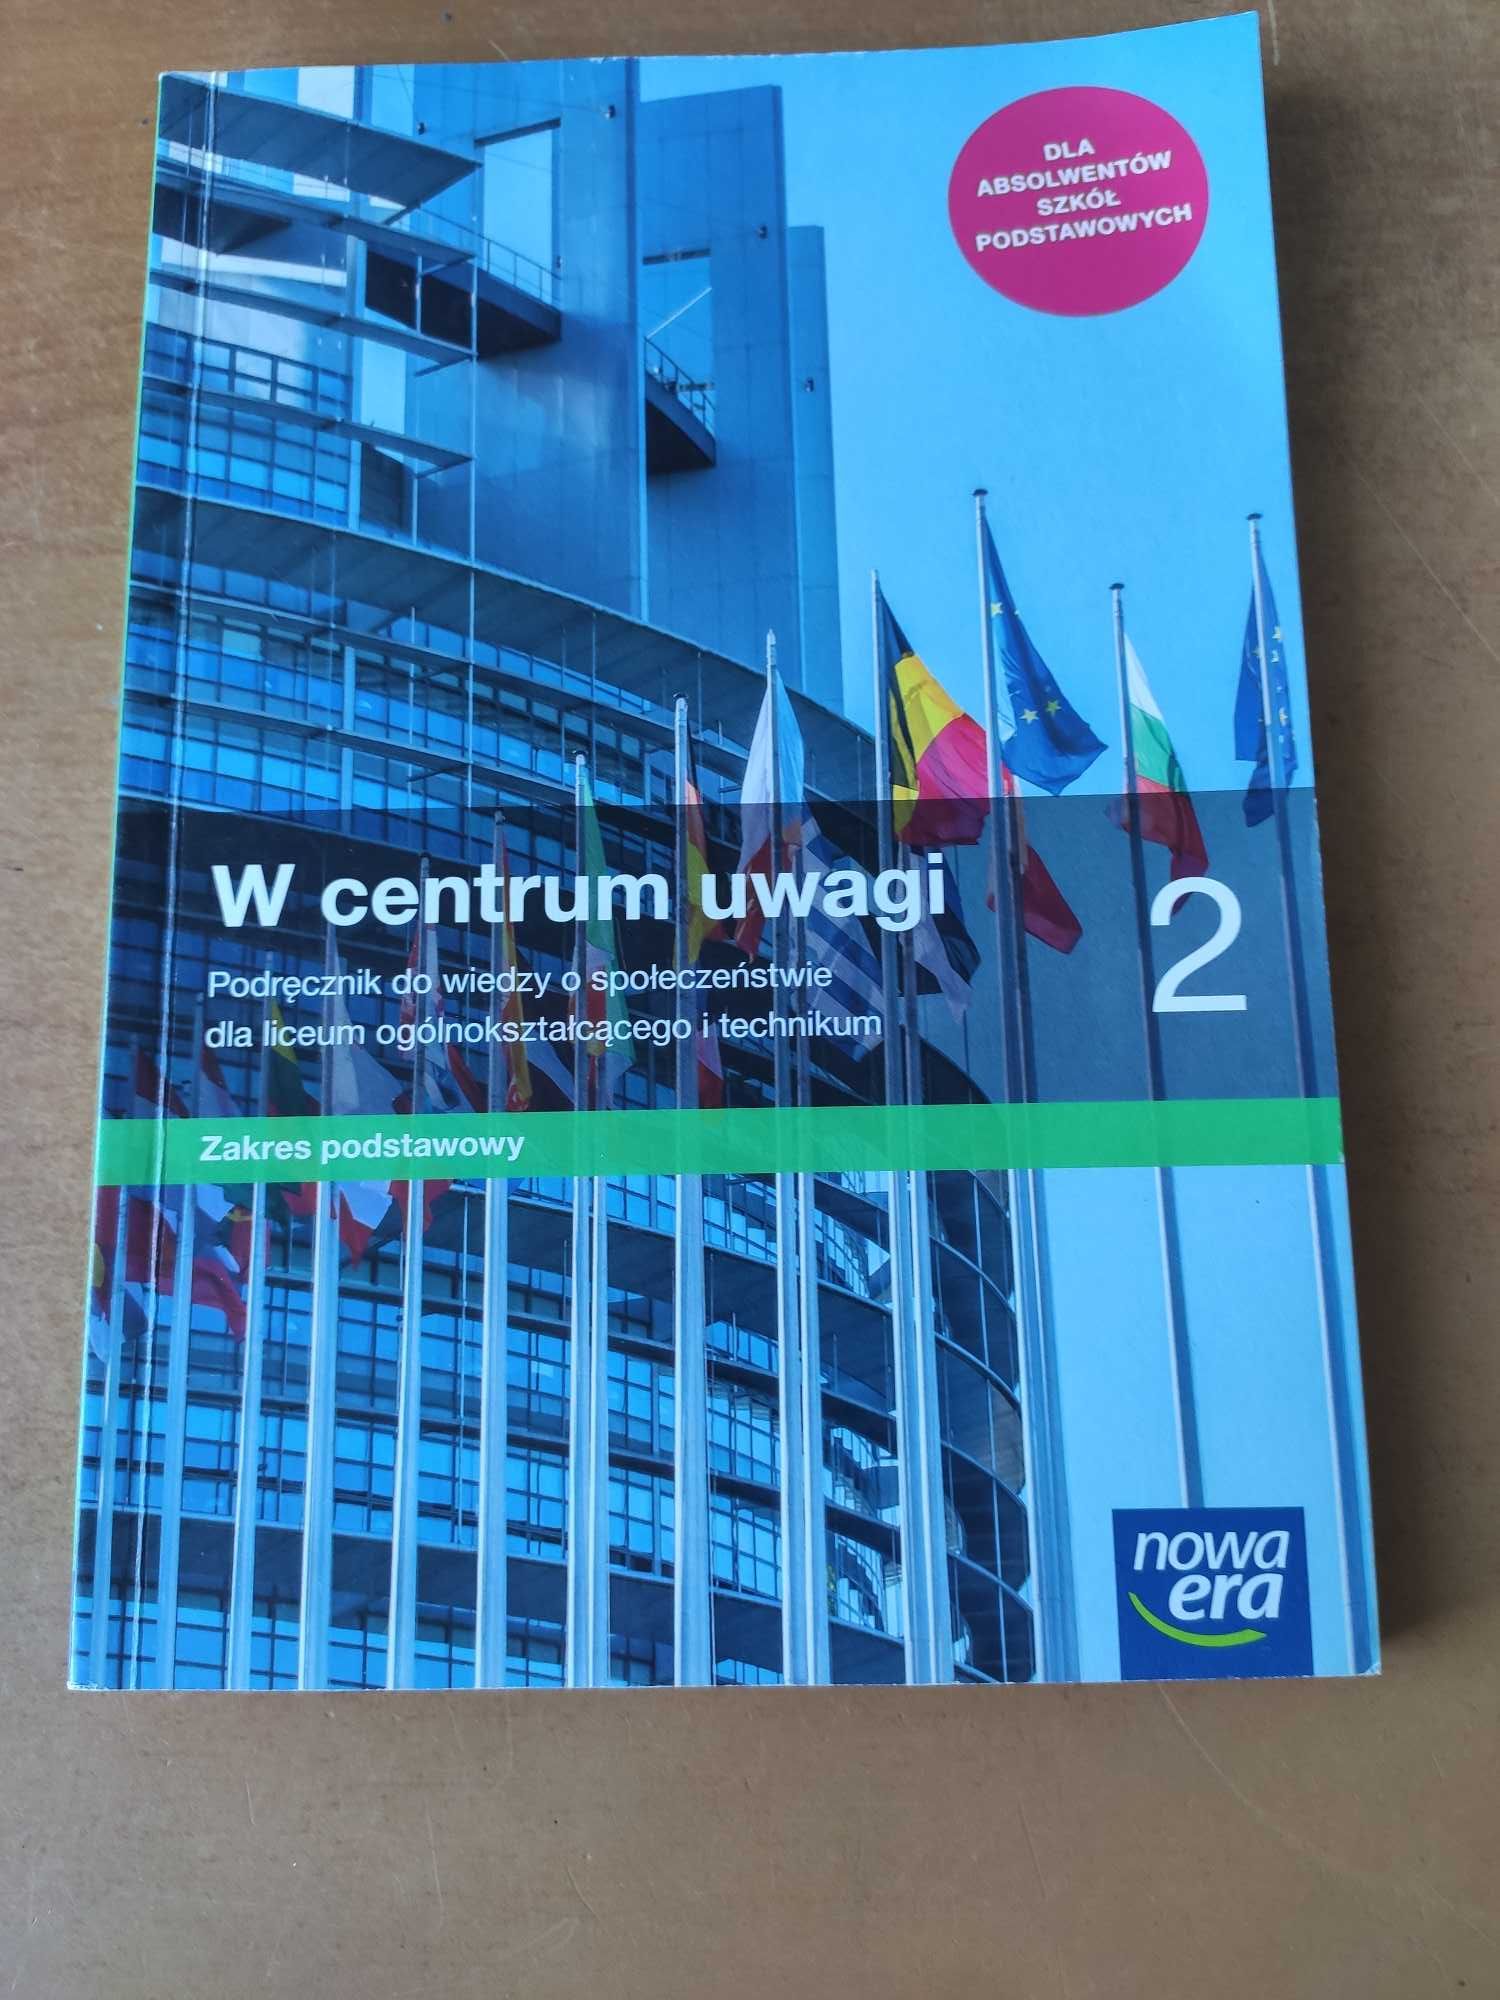 DLA
ABSOLWENTÓW
SZKÓŁ
PODSTAWOWYCH
W centrum uwagi 2
Podręcznik do wiedzy o społeczeństwie
dla liceum ogólnokształcącego i technikum
Zakres podstawowy
nowa
era